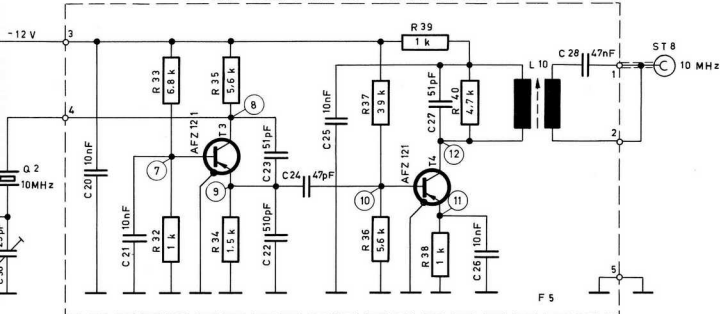 -12 V
3
4
Q 2
10MHz
C 20 10nF
R 33
6,8 k
R 35
5,6 k
8
AFZ 121
T 3
7
9
C 21 10nF
R 32
1 k
R 34
1,5 k
C 23 51pF
C 22 510pF
C 24 47pF
C 25 10nF
R 37
39 k
R 39
1 k
10
R 36
5,6 k
AFZ 121
T 4
C 27 51pF
R 40
4,7 k
12
11
R 38
1 k
C 26 10nF
L 10
C 28 47nF
1
2
5
ST 8
10 MHz
F 5